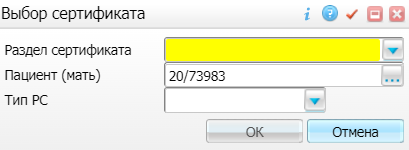 Выбор сертификата
Раздел сертификата
Пациент (мать) 20/73983 ...
Тип РС
ОК Отмена